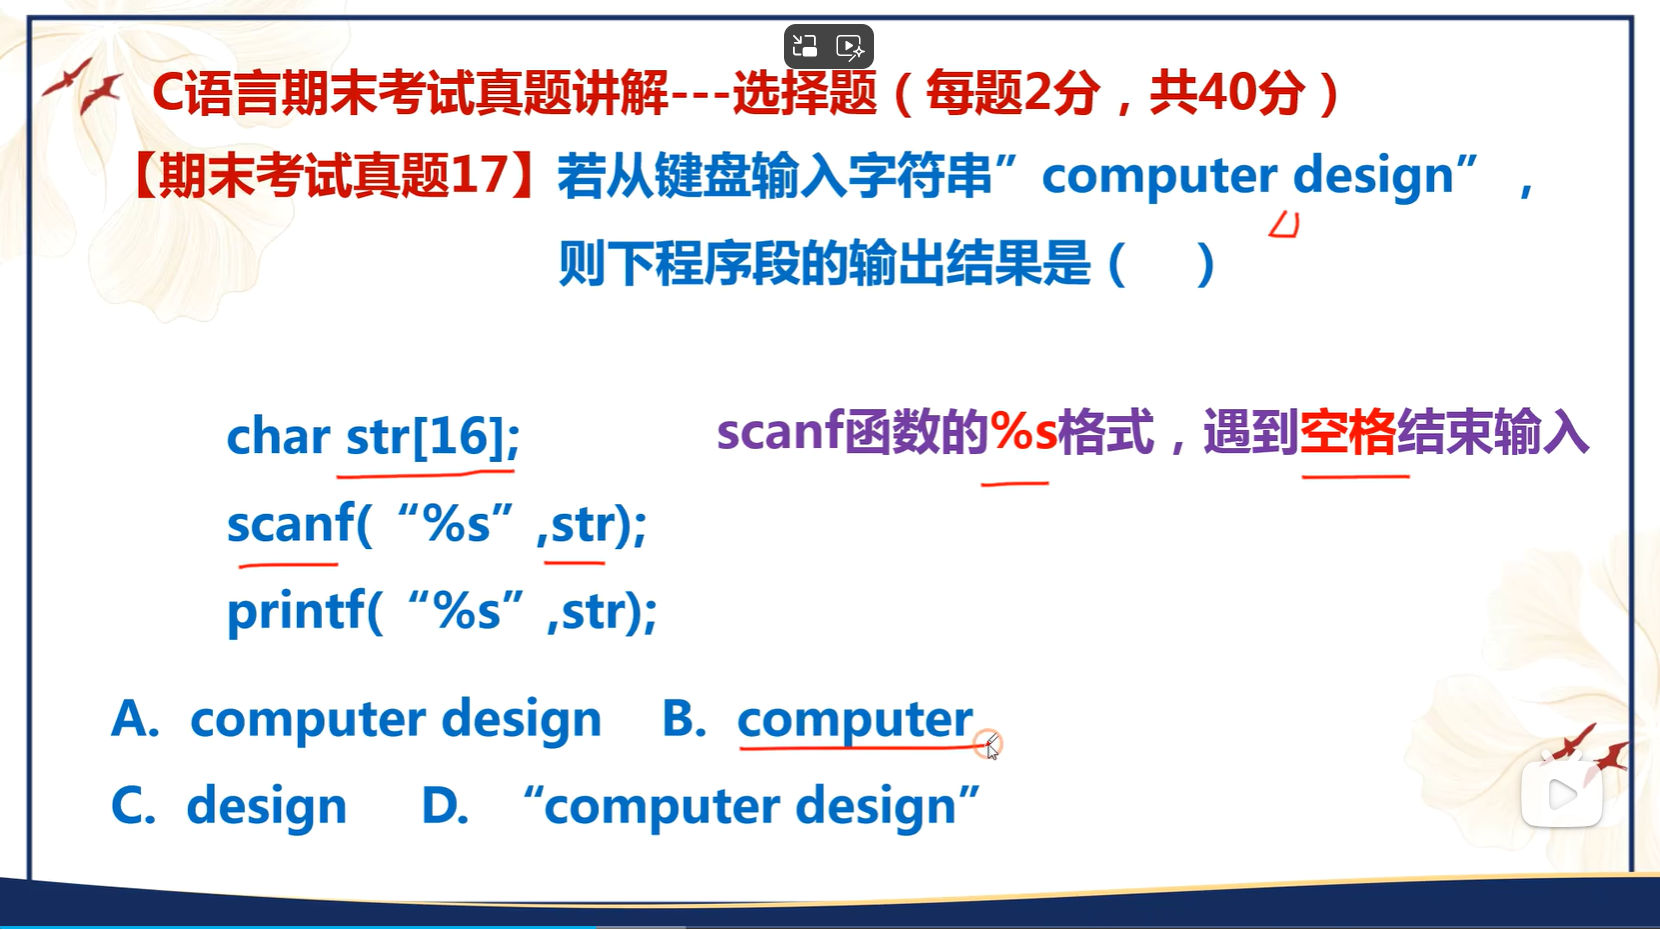 C语言期末考试真题讲解---选择题（每题2分，共40分）
【期末考试真题17】若从键盘输入字符串”computer design”，
则下程序段的输出结果是（ ）
char str[16];
scanf函数的%s格式，遇到空格结束输入
scanf(“%s”,str);
printf(“%s”,str);
A. computer design B. computer
C. design D. “computer design”